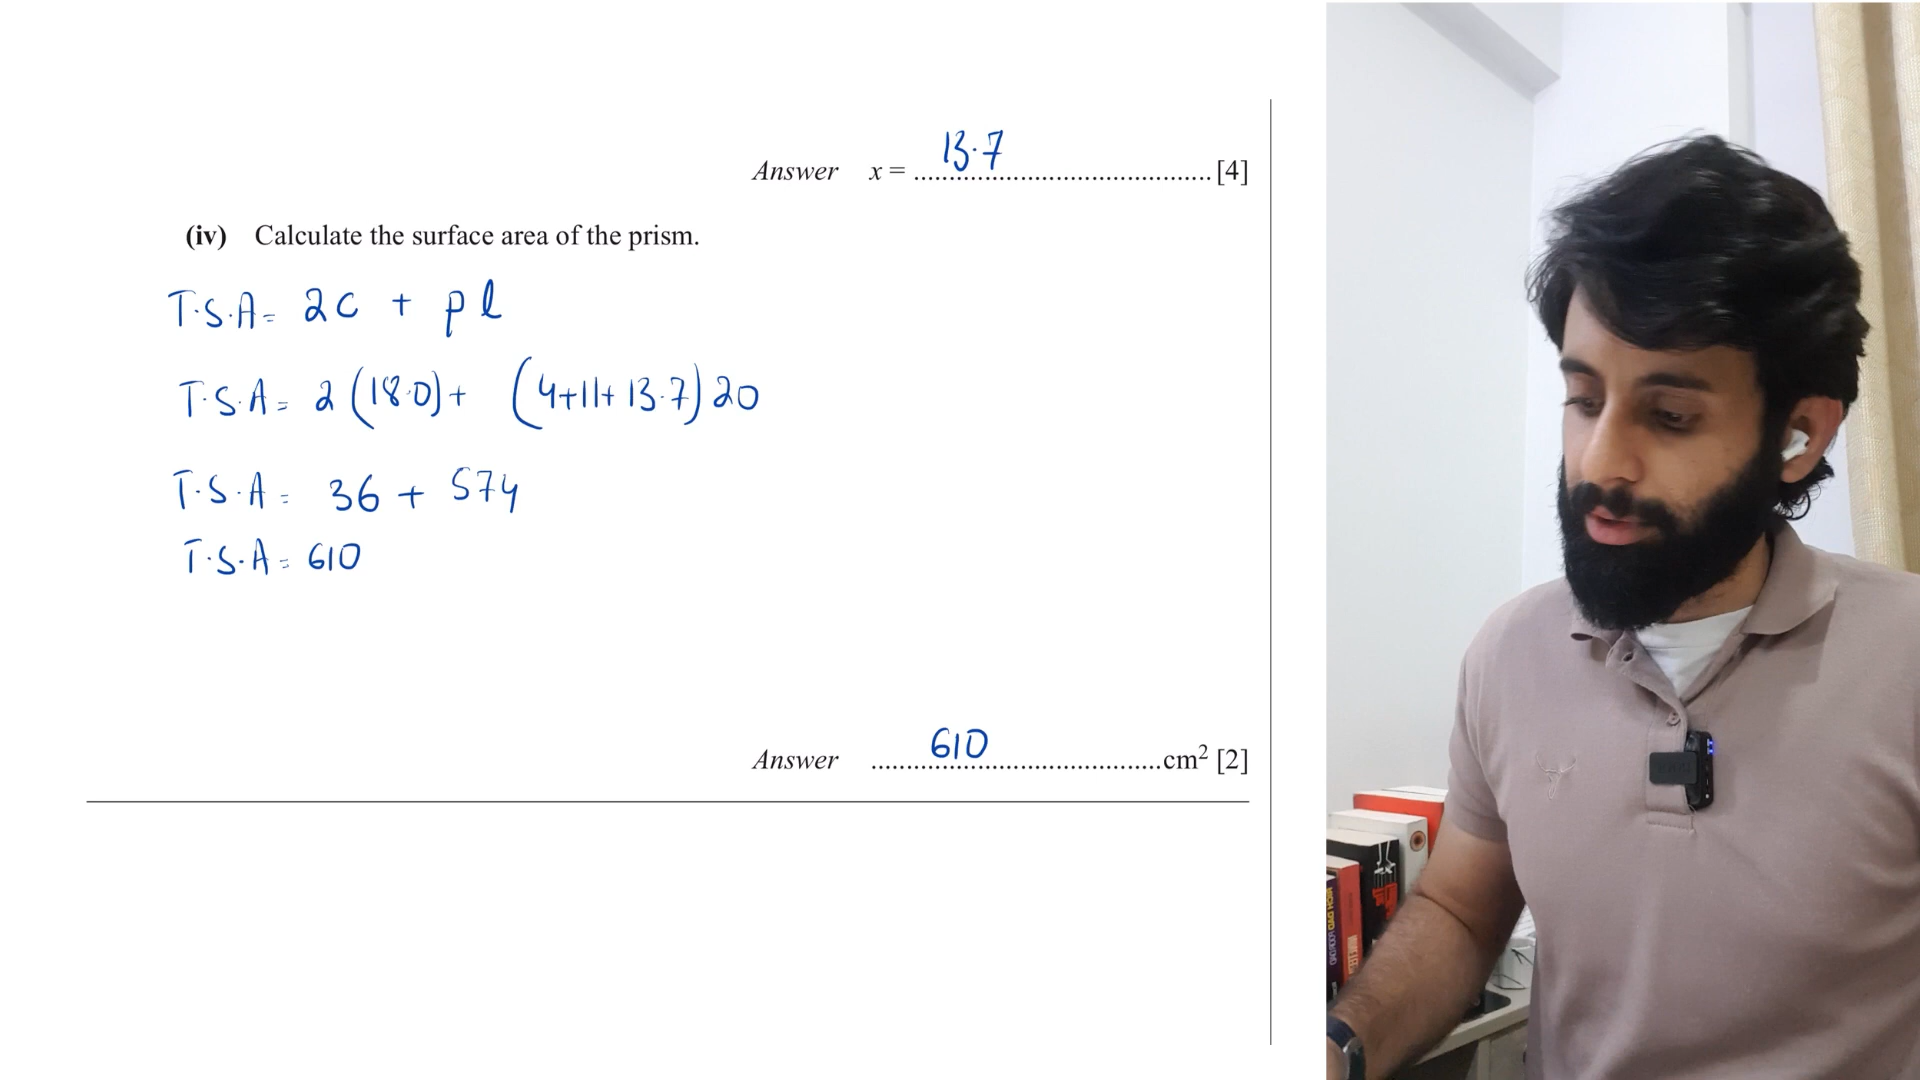 Answer x = 13.7 [4]
(iv) Calculate the surface area of the prism.
T.S.A = 2C + pl
T.S.A = 2(18.0) + (4+11+13.7)20
T.S.A = 36 + 574
T.S.A = 610
Answer 610 cm² [2]